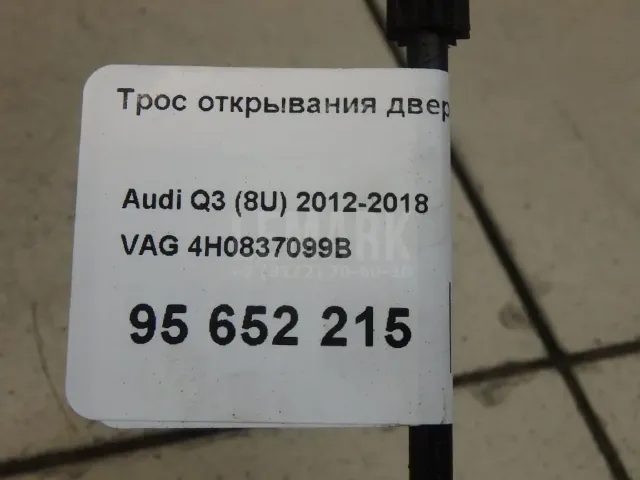 Трос открывания двер
Audi Q3 (8U) 2012-2018
VAG 4H0837099B
95 652 215